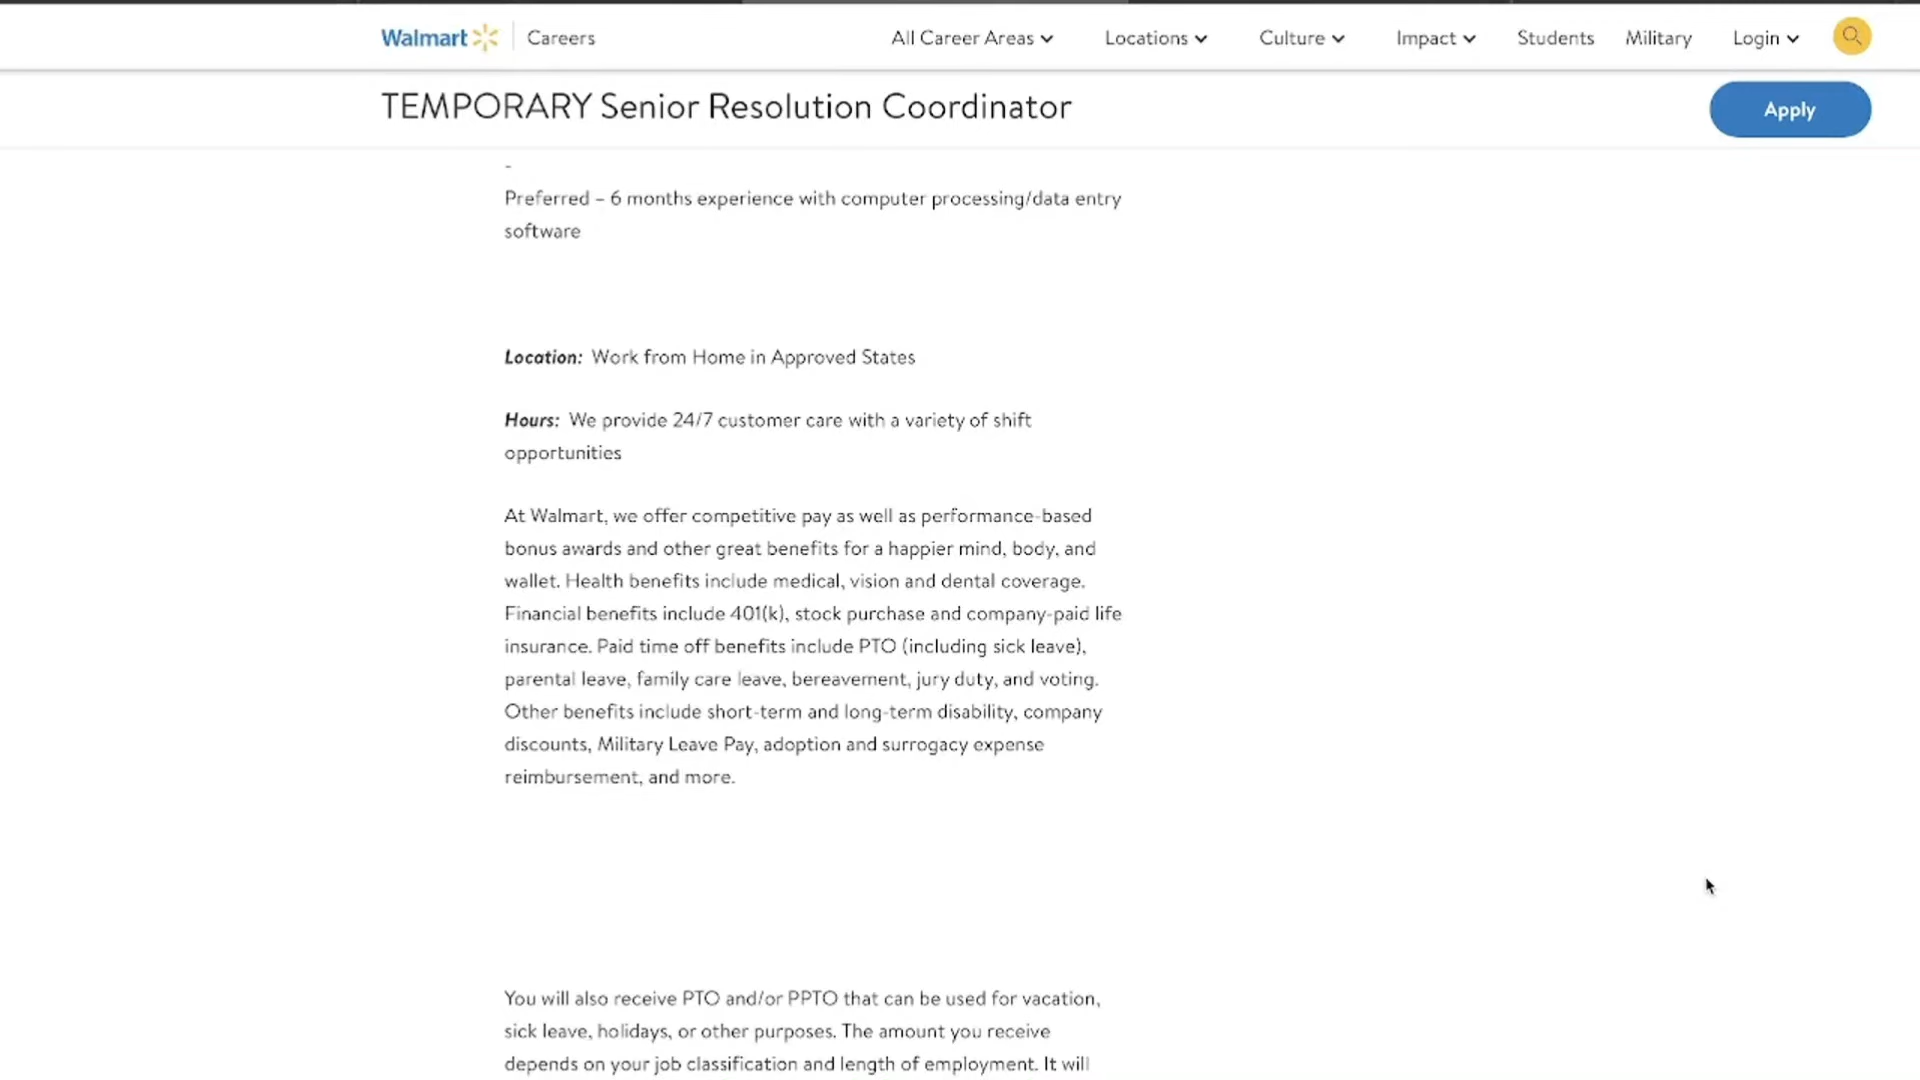 Walmart Careers All Career Areas Locations Culture Impact Students Military Login
TEMPORARY Senior Resolution Coordinator Apply
-
Preferred – 6 months experience with computer processing/data entry
software
Location: Work from Home in Approved States
Hours: We provide 24/7 customer care with a variety of shift
opportunities
At Walmart, we offer competitive pay as well as performance-based
bonus awards and other great benefits for a happier mind, body, and
wallet. Health benefits include medical, vision and dental coverage.
Financial benefits include 401(k), stock purchase and company-paid life
insurance. Paid time off benefits include PTO (including sick leave),
parental leave, family care leave, bereavement, jury duty, and voting.
Other benefits include short-term and long-term disability, company
discounts, Military Leave Pay, adoption and surrogacy expense
reimbursement, and more.
You will also receive PTO and/or PPTO that can be used for vacation,
sick leave, holidays, or other purposes. The amount you receive
depends on your job classification and length of employment. It will